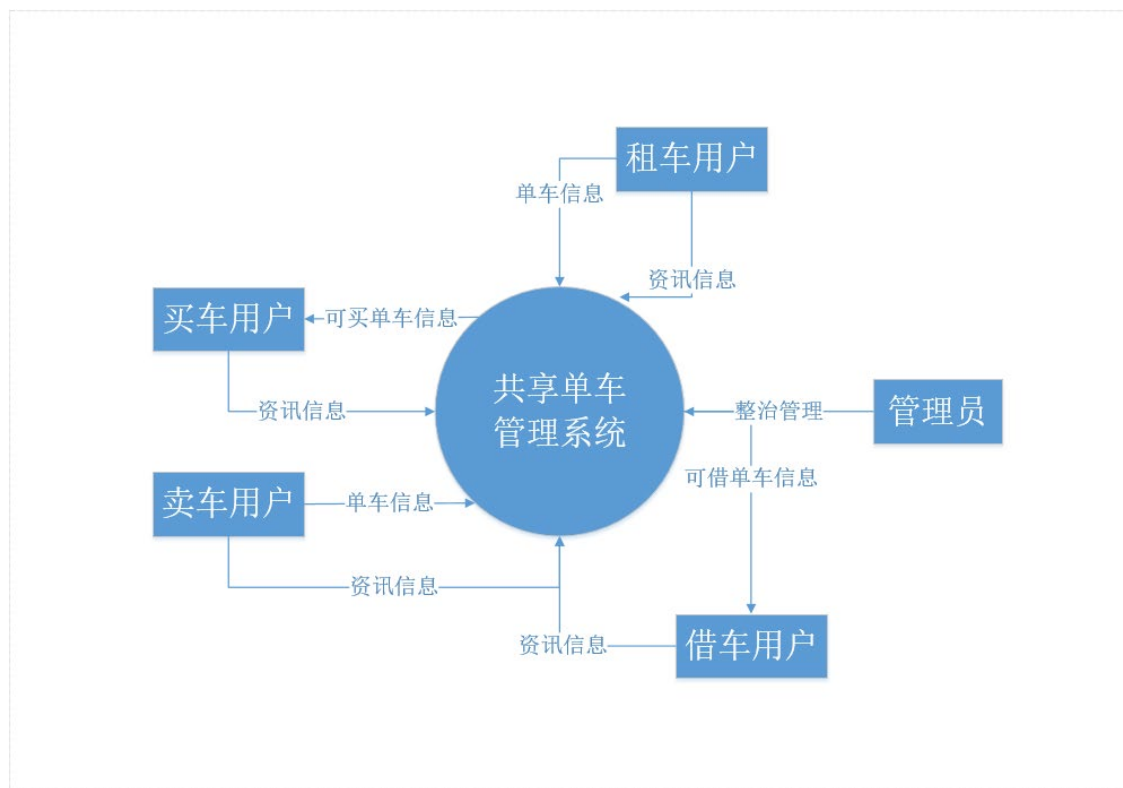 租车用户
单车信息
资讯信息
买车用户
可买单车信息
共享单车
管理系统
资讯信息
整治管理
管理员
可借单车信息
卖车用户
单车信息
资讯信息
资讯信息
借车用户